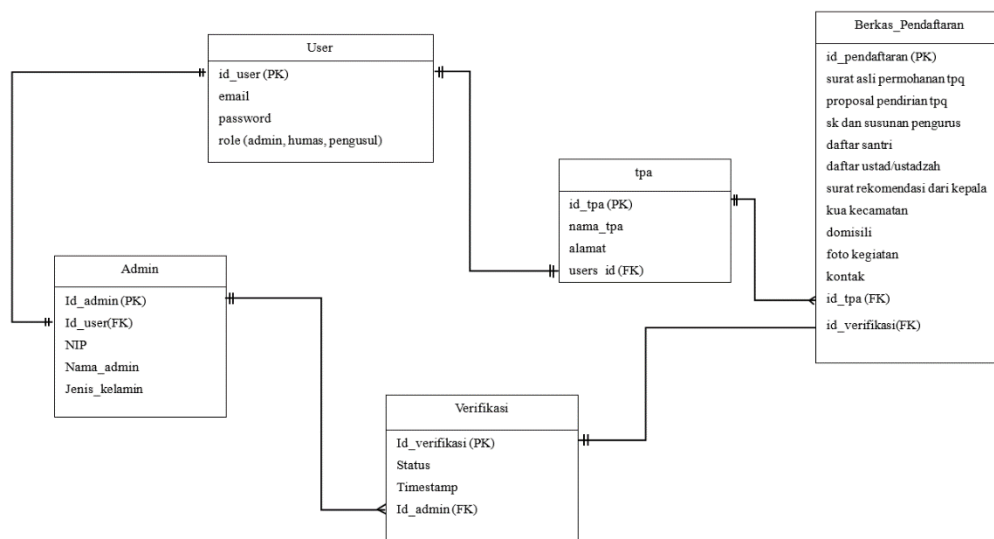 Berkas_Pendaftaran
id_pendaftaran (PK)
surat asli permohanan tpq
proposal pendirian tpq
sk dan susunan pengurus
daftar santri
daftar ustad/ustadzah
surat rekomendasi dari kepala
kua kecamatan
domisili
foto kegiatan
kontak
id_tpa (FK)
id_verifikasi(FK)
User
id_user (PK)
email
password
role (admin, humas, pengusul)
tpa
id_tpa (PK)
nama_tpa
alamat
users_id (FK)
Admin
Id_admin (PK)
Id_user(FK)
NIP
Nama_admin
Jenis_kelamin
Verifikasi
Id_verifikasi (PK)
Status
Timestamp
Id_admin (FK)